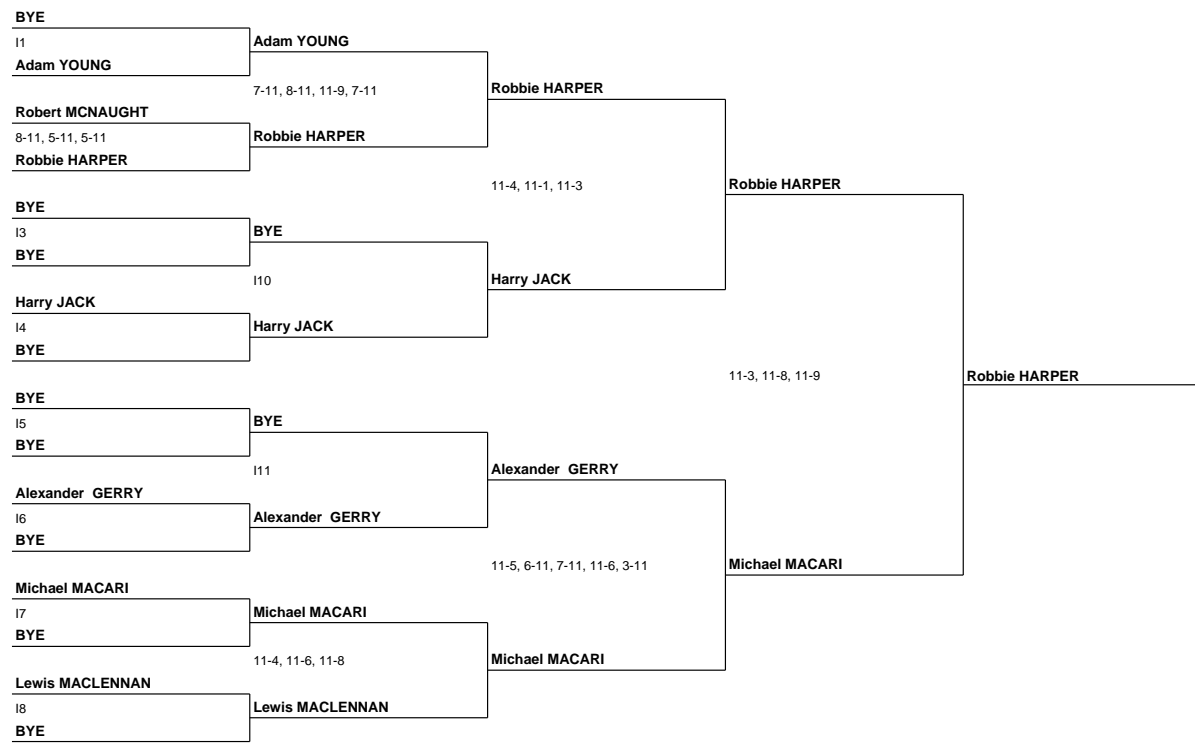 BYE
I1
Adam YOUNG
Robert MCNAUGHT
8-11, 5-11, 5-11
Robbie HARPER
BYE
I3
BYE
Harry JACK
I4
BYE
BYE
I5
BYE
Alexander  GERRY
I6
BYE
Michael MACARI
I7
BYE
Lewis MACLENNAN
I8
BYE
Adam YOUNG
7-11, 8-11, 11-9, 7-11
Robbie HARPER
BYE
I10
Harry JACK
BYE
I11
Alexander  GERRY
Michael MACARI
11-4, 11-6, 11-8
Lewis MACLENNAN
Robbie HARPER
11-4, 11-1, 11-3
Harry JACK
Alexander  GERRY
11-5, 6-11, 7-11, 11-6, 3-11
Michael MACARI
Robbie HARPER
11-3, 11-8, 11-9
Michael MACARI
Robbie HARPER